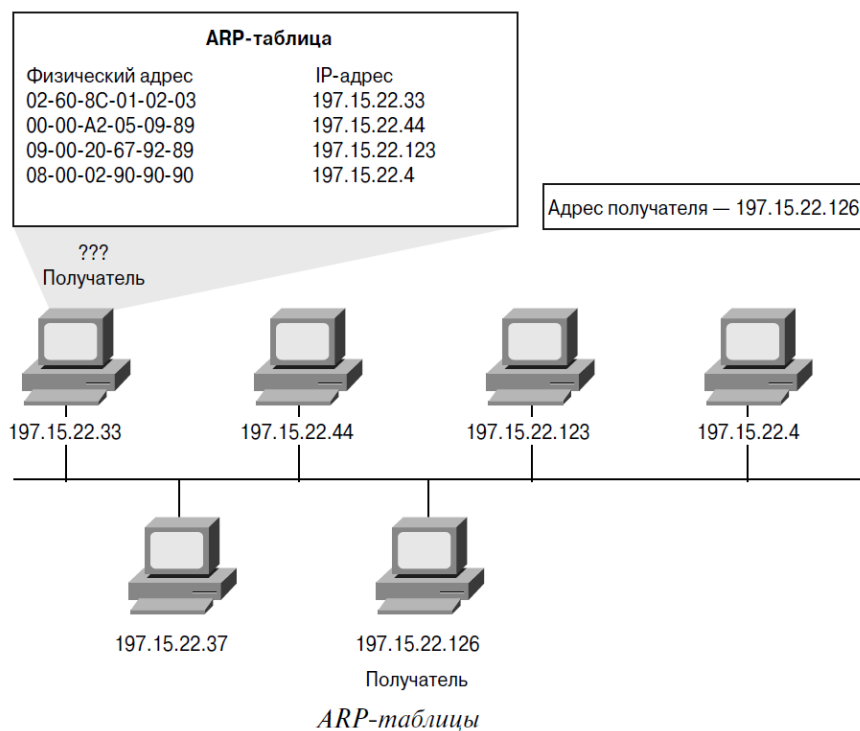 ARP-таблица
Физический адрес IP-адрес
02-60-8C-01-02-03 197.15.22.33
00-00-A2-05-09-89 197.15.22.44
09-00-20-67-92-89 197.15.22.123
08-00-02-90-90-90 197.15.22.4
Адрес получателя — 197.15.22.126
???
Получатель
197.15.22.33 197.15.22.44 197.15.22.123 197.15.22.4
197.15.22.37 197.15.22.126
Получатель
ARP-таблицы